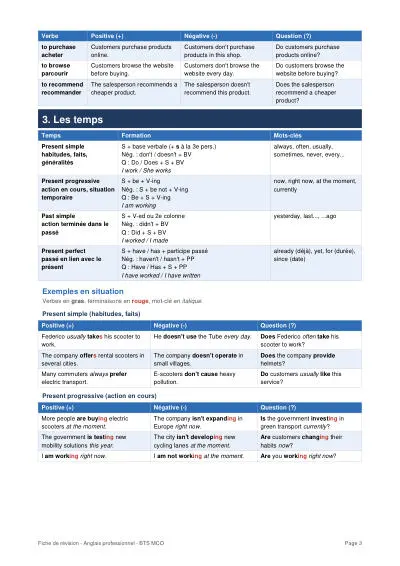 Verbe Positive (+) Négative (-) Question (?)
to purchase Customers purchase products Customers don't purchase Do customers purchase
acheter online. products in this shop. products online?
to browse Customers browse the website Customers don't browse the Do customers browse the
parcourir before buying. website every day. website before buying?
to recommend The salesperson recommends a The salesperson doesn't Does the salesperson
recommander cheaper product. recommend this product. recommend a cheaper
product?
3. Les temps
Temps Formation Mots-clés
Present simple S + base verbale (+ s à la 3e pers.) always, often, usually,
habitudes, faits, Nég. : don't / doesn't + BV sometimes, never, every...
généralités Q : Do / Does + S + BV
I work / She works
Present progressive S + be + V-ing now, right now, at the moment,
action en cours, situation Nég. : S + be not + V-ing currently
temporaire Q : Be + S + V-ing
I am working
Past simple S + V-ed ou 2e colonne yesterday, last..., ...ago
action terminée dans le Nég. : didn't + BV
passé Q : Did + S + BV
I worked / I made
Present perfect S + have / has + participe passé already (déjà), yet, for (durée),
passé en lien avec le Nég. : haven't / hasn't + PP since (date)
présent Q : Have / Has + S + PP
I have worked / I have written
Exemples en situation
Verbes en gras, terminaisons en rouge, mot-clé en italique.
Present simple (habitudes, faits)
Positive (+) Négative (-) Question (?)
Federico usually takes his scooter to He doesn't use the Tube every day. Does Federico often take his
work. scooter to work?
The company offers rental scooters in The company doesn't operate in Does the company provide
several cities. small villages. helmets?
Many commuters always prefer E-scooters don't cause heavy Do customers usually like this
electric transport. pollution. service?
Present progressive (action en cours)
Positive (+) Négative (-) Question (?)
More people are buying electric The company isn't expanding in Is the government investing in
scooters at the moment. Europe right now. green transport currently?
The government is testing new The city isn't developing new Are customers changing their
mobility solutions this year. cycling lanes at the moment. habits now?
I am working right now. I am not working at the moment. Are you working right now?
Fiche de révision - Anglais professionnel - BTS MCO Page 3